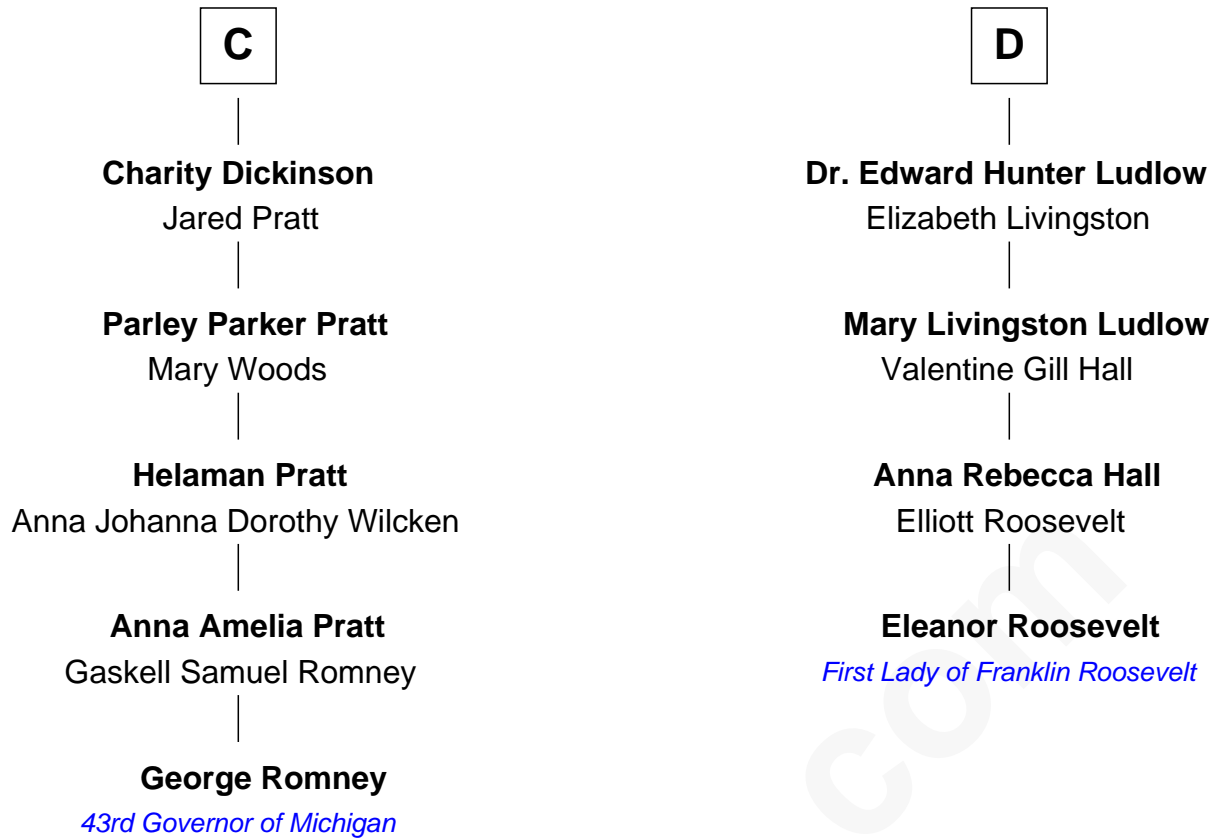 C
Charity Dickinson
Jared Pratt
Parley Parker Pratt
Mary Woods
Helaman Pratt
Anna Johanna Dorothy Wilcken
Anna Amelia Pratt
Gaskell Samuel Romney
George Romney
43rd Governor of Michigan
D
Dr. Edward Hunter Ludlow
Elizabeth Livingston
Mary Livingston Ludlow
Valentine Gill Hall
Anna Rebecca Hall
Elliott Roosevelt
Eleanor Roosevelt
First Lady of Franklin Roosevelt
com